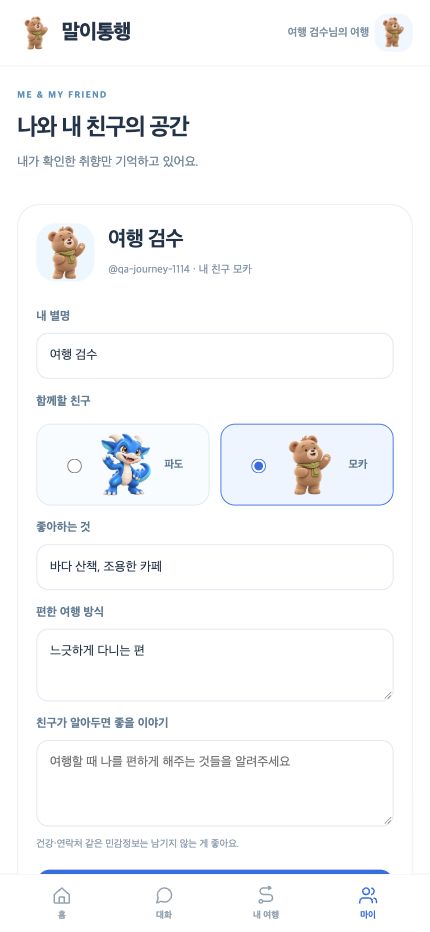 말이통행
여행 검수님의 여행
ME & MY FRIEND
나와 내 친구의 공간
내가 확인한 취향만 기억하고 있어요.
여행 검수
@qa-journey-1114 · 내 친구 모카
내 별명
여행 검수
함께할 친구
파도
모카
좋아하는 것
바다 산책, 조용한 카페
편한 여행 방식
느긋하게 다니는 편
친구가 알아두면 좋을 이야기
여행할 때 나를 편하게 해주는 것들을 알려주세요
건강·연락처 같은 민감정보는 남기지 않는 게 좋아요.
홈
대화
내 여행
마이